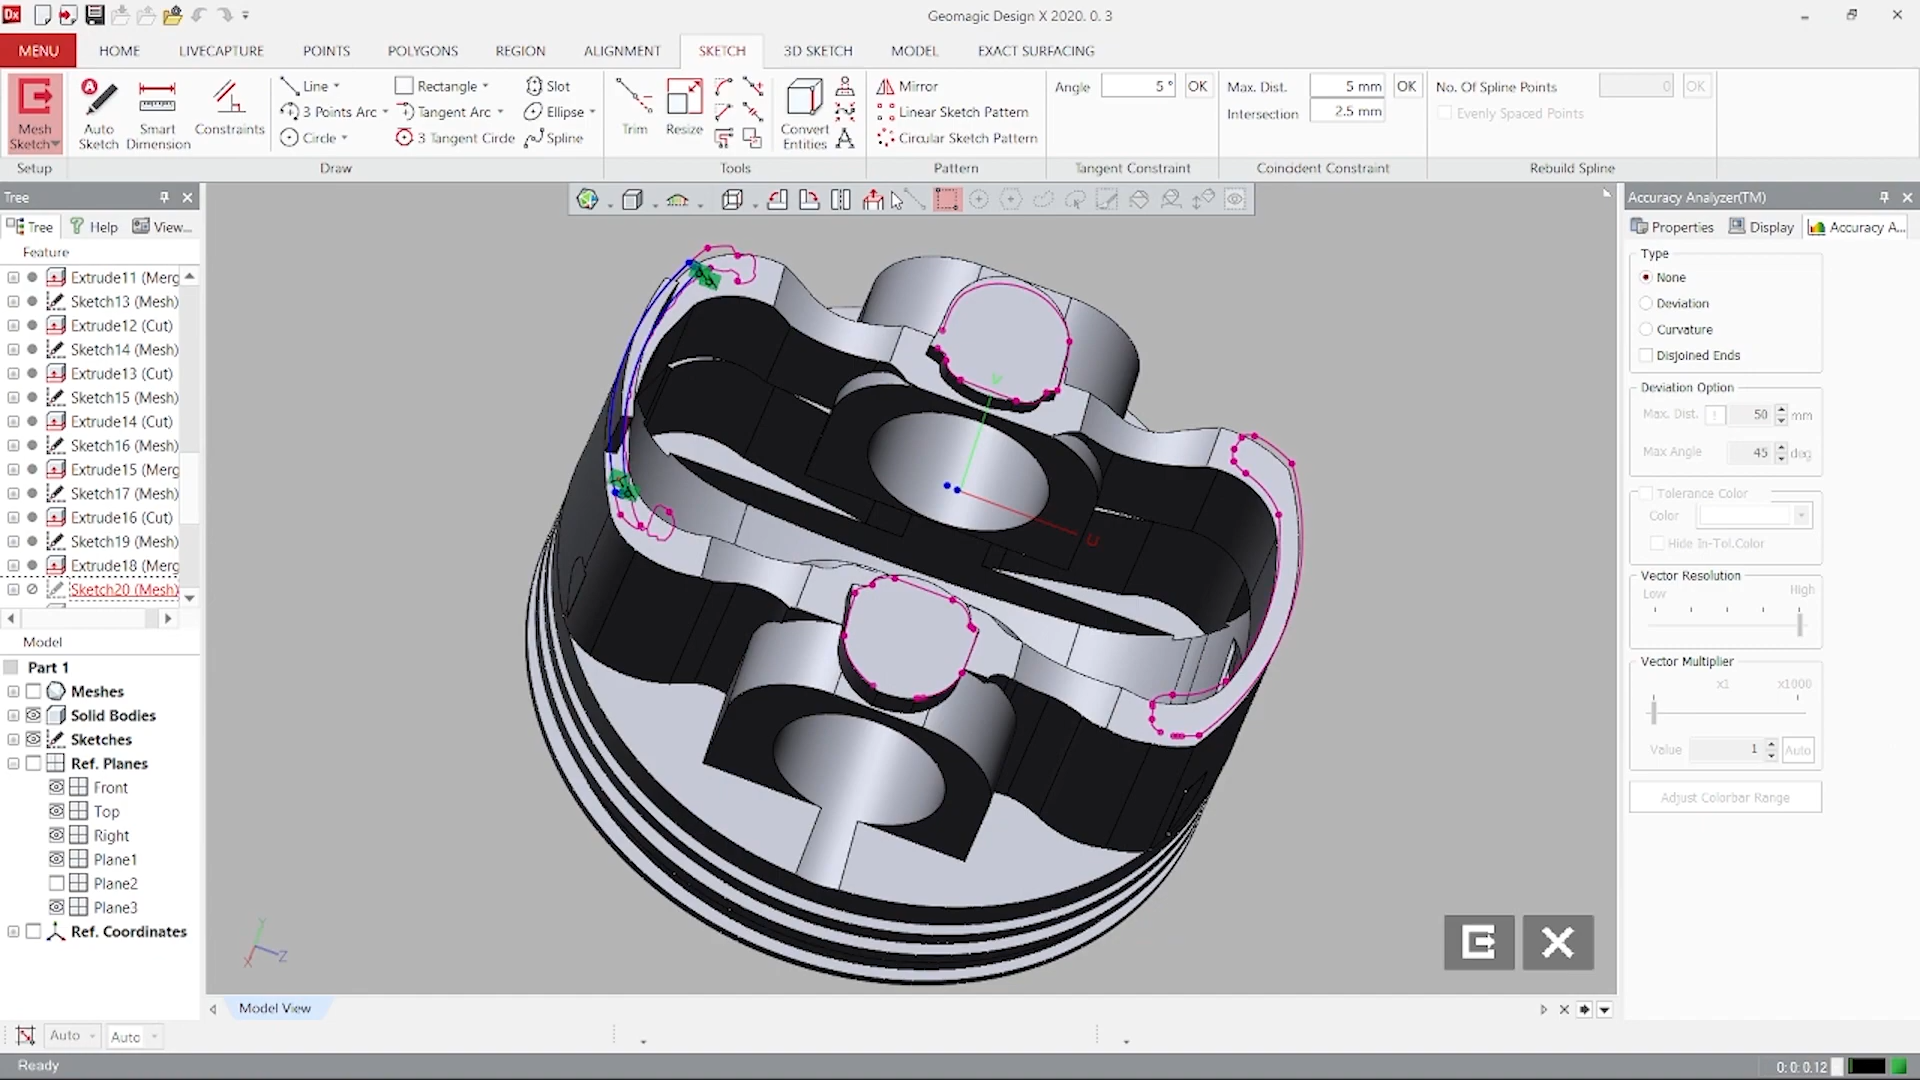 Dx
Geomagic Design X 2020. 0. 3
MENU HOME LIVECAPTURE POINTS POLYGONS REGION ALIGNMENT SKETCH 3D SKETCH MODEL EXACT SURFACING
Mesh Sketch
Auto Sketch
Smart Dimension
Constraints
Line
Rectangle
Slot
3 Points Arc
Tangent Arc
Ellipse
Circle
3 Tangent Circle
Spline
Trim
Resize
Convert Entities
Mirror
Linear Sketch Pattern
Circular Sketch Pattern
Angle 5 ° OK
Max. Dist. 5 mm OK
Intersection 2.5 mm
No. Of Spline Points 0 OK
Evenly Spaced Points
Setup Draw Tools Pattern Tangent Constraint Coincident Constraint Rebuild Spline
Tree
Tree Help View...
Feature
Extrude11 (Merg
Sketch13 (Mesh)
Extrude12 (Cut)
Sketch14 (Mesh)
Extrude13 (Cut)
Sketch15 (Mesh)
Extrude14 (Cut)
Sketch16 (Mesh)
Extrude15 (Merg
Sketch17 (Mesh)
Extrude16 (Cut)
Sketch19 (Mesh)
Extrude18 (Merg
Sketch20 (Mesh)
Model
Part 1
Meshes
Solid Bodies
Sketches
Ref. Planes
Front
Top
Right
Plane1
Plane2
Plane3
Ref. Coordinates
U
Y
X
Z
Model View
Accuracy Analyzer(TM)
Properties Display Accuracy A...
Type
None
Deviation
Curvature
Disjoined Ends
Deviation Option
Max. Dist. ! 50 mm
Max Angle 45 deg
Tolerance Color
Color
Hide In-Tol.Color
Vector Resolution
Low High
Vector Multiplier
x1 x1000
Value 1 Auto
Adjust Colorbar Range
Auto Auto
Ready
0:0:0.12